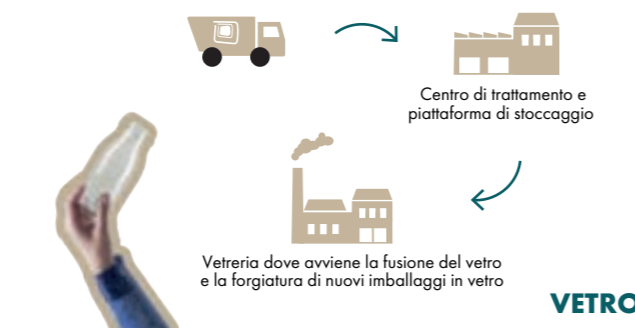 Centro di trattamento e
piattaforma di stoccaggio
Vetreria dove avviene la fusione del vetro
e la forgiatura di nuovi imballaggi in vetro
VETRO